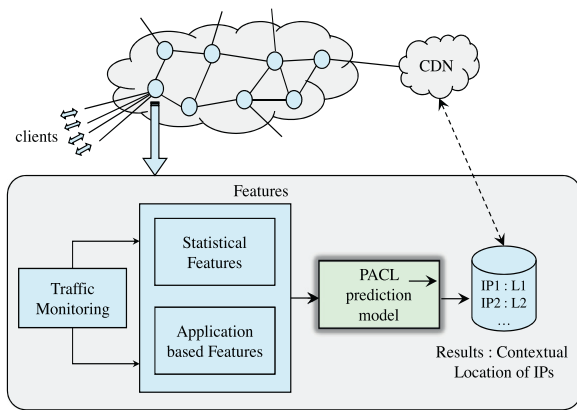 CDN
clients
Features
Statistical
Features
Traffic
Monitoring
Application
based Features
PACL
prediction
model
IP1 : L1
IP2 : L2
...
Results : Contextual
Location of IPs